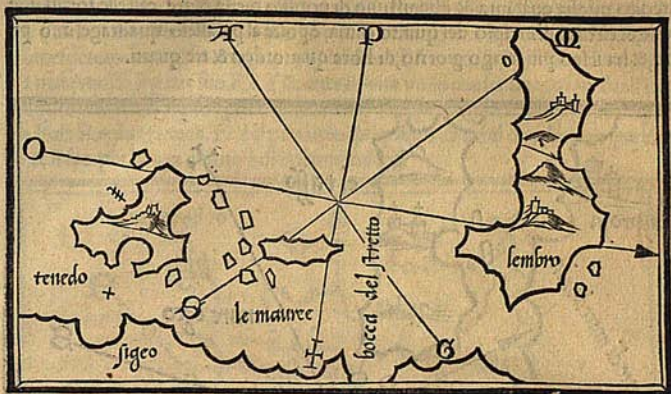 A P M
tenedo
lembro
le mauree
bocca del ſtretto
ſigeo
G